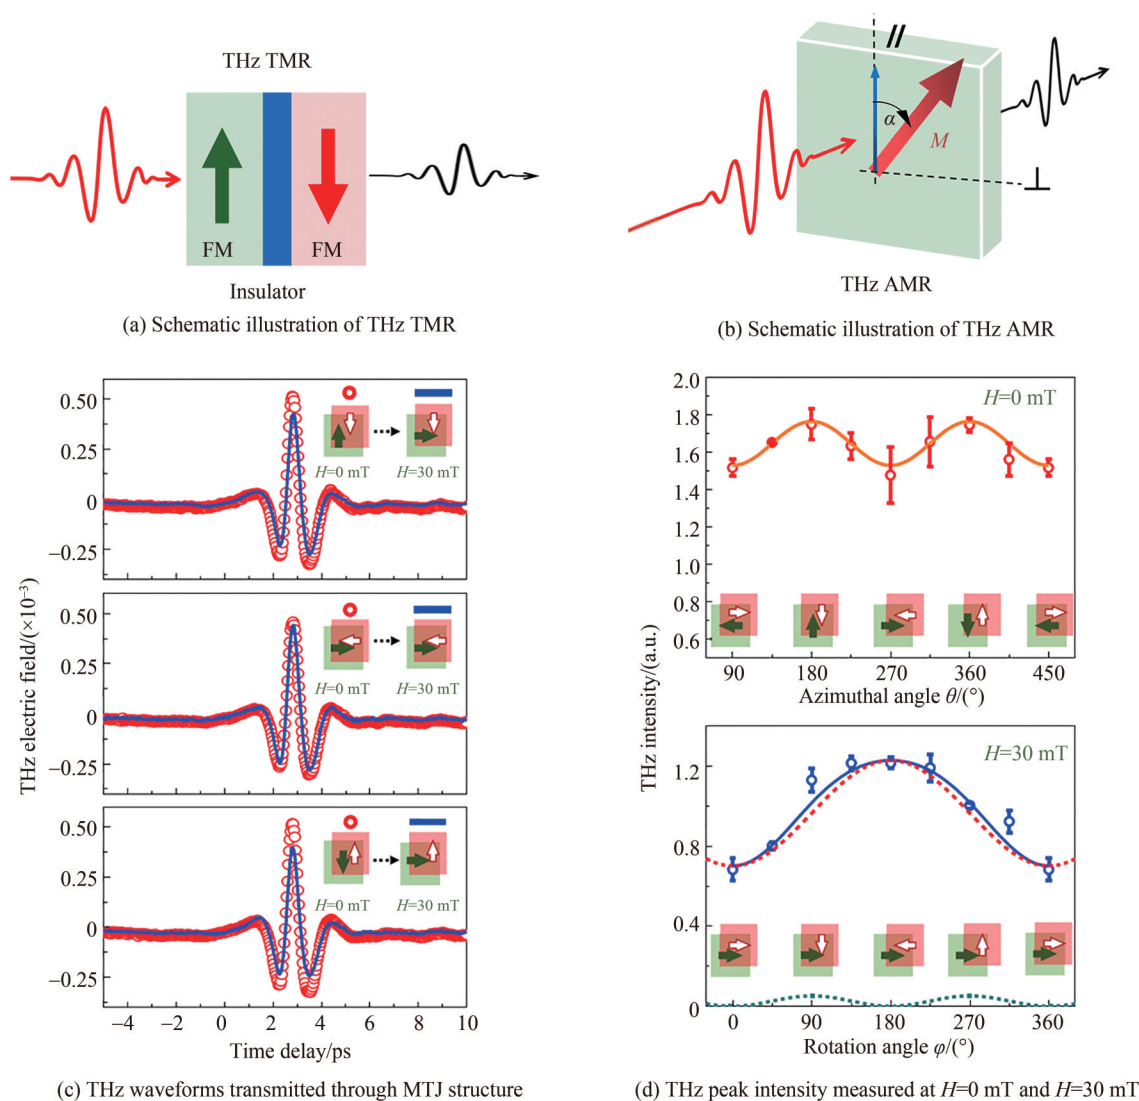 THz TMR
FM
FM
Insulator
(a) Schematic illustration of THz TMR
//
α
M
⊥
THz AMR
(b) Schematic illustration of THz AMR
THz electric field/(×10⁻³)
0.50
0.25
0
−0.25
H=0 mT
H=30 mT
0.50
0.25
0
−0.25
H=0 mT
H=30 mT
0.50
0.25
0
−0.25
H=0 mT
H=30 mT
−4 −2 0 2 4 6 8 10
Time delay/ps
(c) THz waveforms transmitted through MTJ structure
THz intensity/(a.u.)
2.0
1.8
1.6
1.4
1.2
1.0
0.8
0.6
H=0 mT
90 180 270 360 450
Azimuthal angle θ/(°)
1.2
0.8
0.4
0
H=30 mT
0 90 180 270 360
Rotation angle φ/(°)
(d) THz peak intensity measured at H=0 mT and H=30 mT